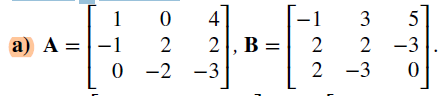 a) A = [1 0 4; -1 2 2; 0 -2 -3], B = [-1 3 5; 2 2 -3; 2 -3 0].